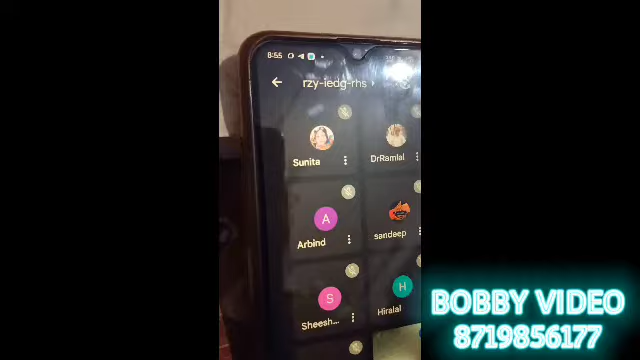 8:55
rzy-iedg-rhs
Sunita
DrRamlal
A
Arbind
sandeep
S
Sheesh...
H
Hiralal
BOBBY VIDEO
8719856177